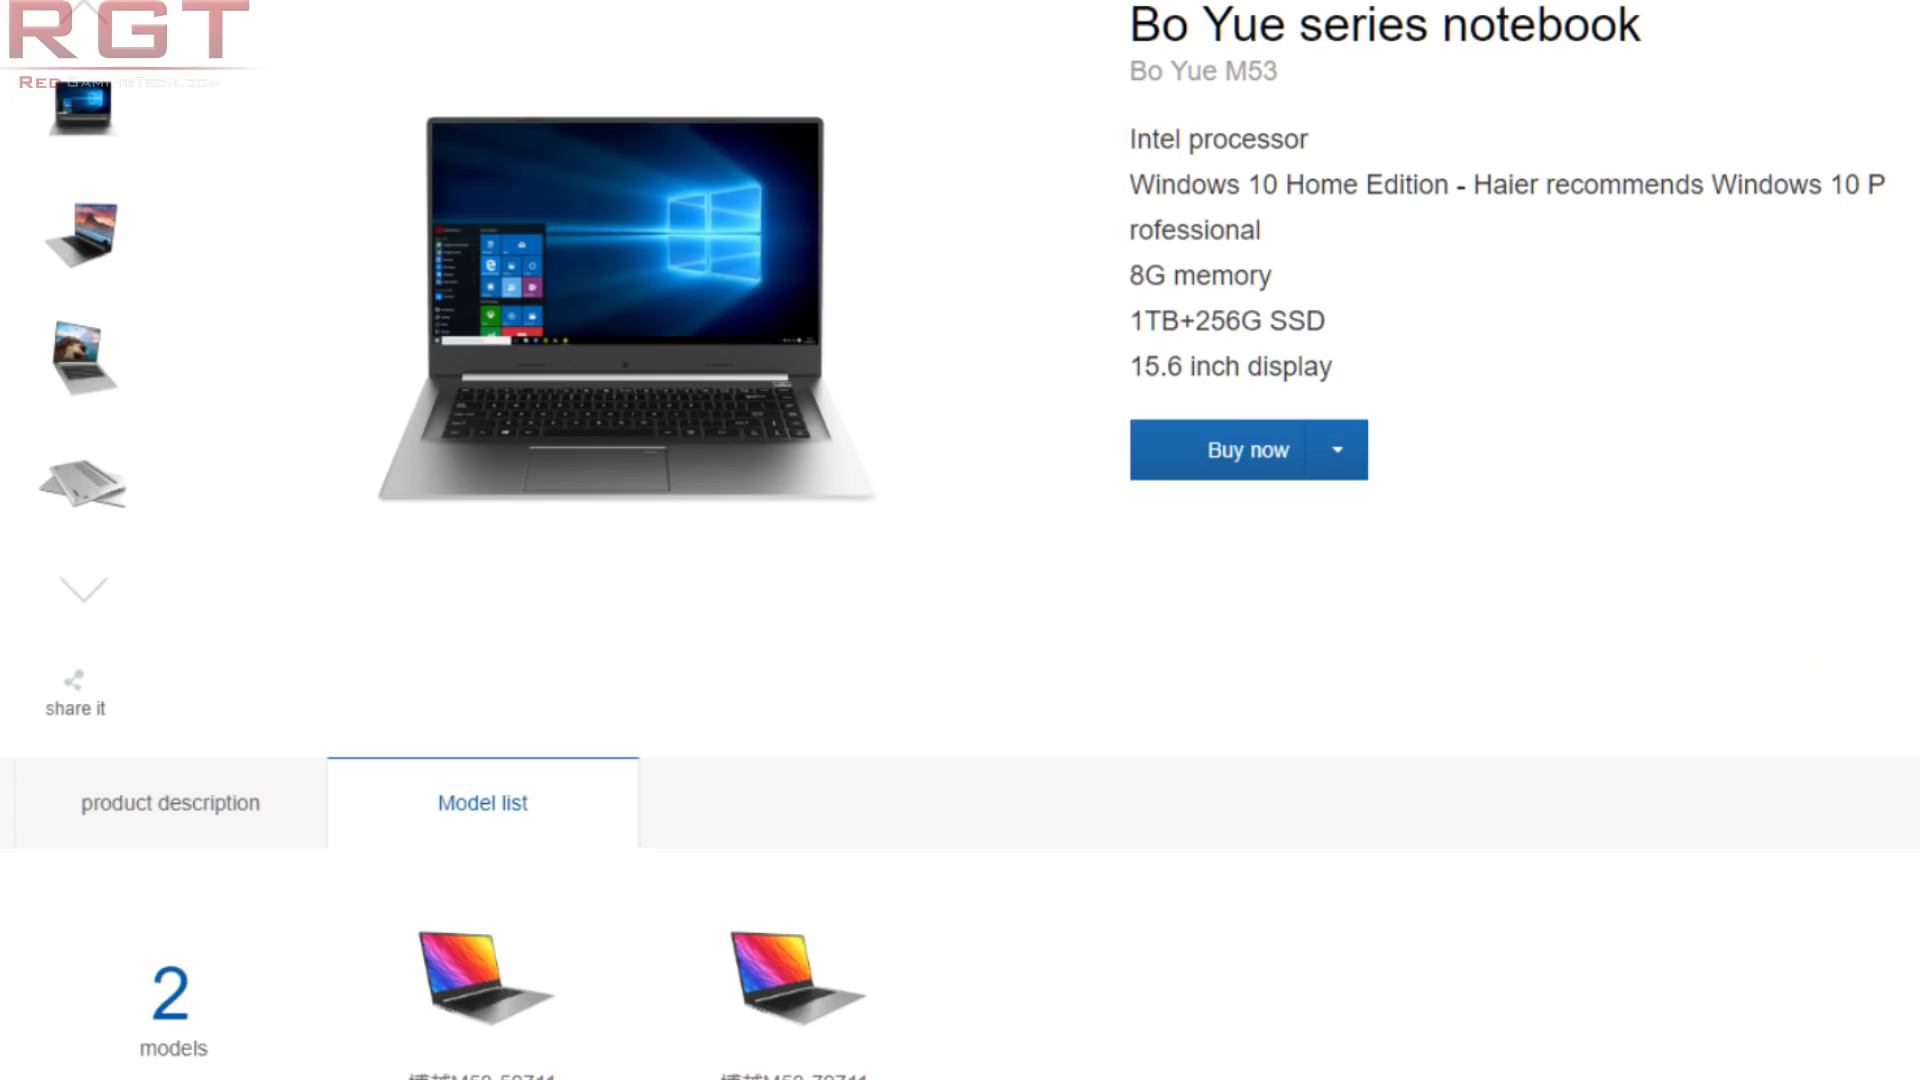 RGT
RedGamingTech.com
Bo Yue series notebook
Bo Yue M53
Intel processor
Windows 10 Home Edition - Haier recommends Windows 10 P
rofessional
8G memory
1TB+256G SSD
15.6 inch display
Buy now
share it
product description
Model list
2
models